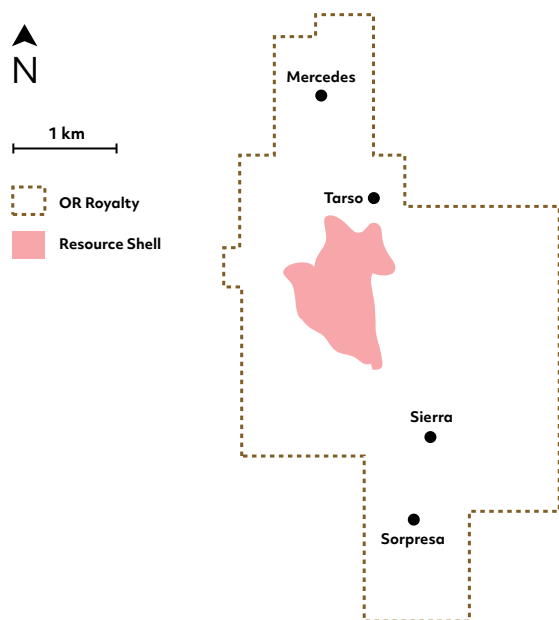 N
1 km
OR Royalty
Resource Shell
Mercedes
Tarso
Sierra
Sorpresa